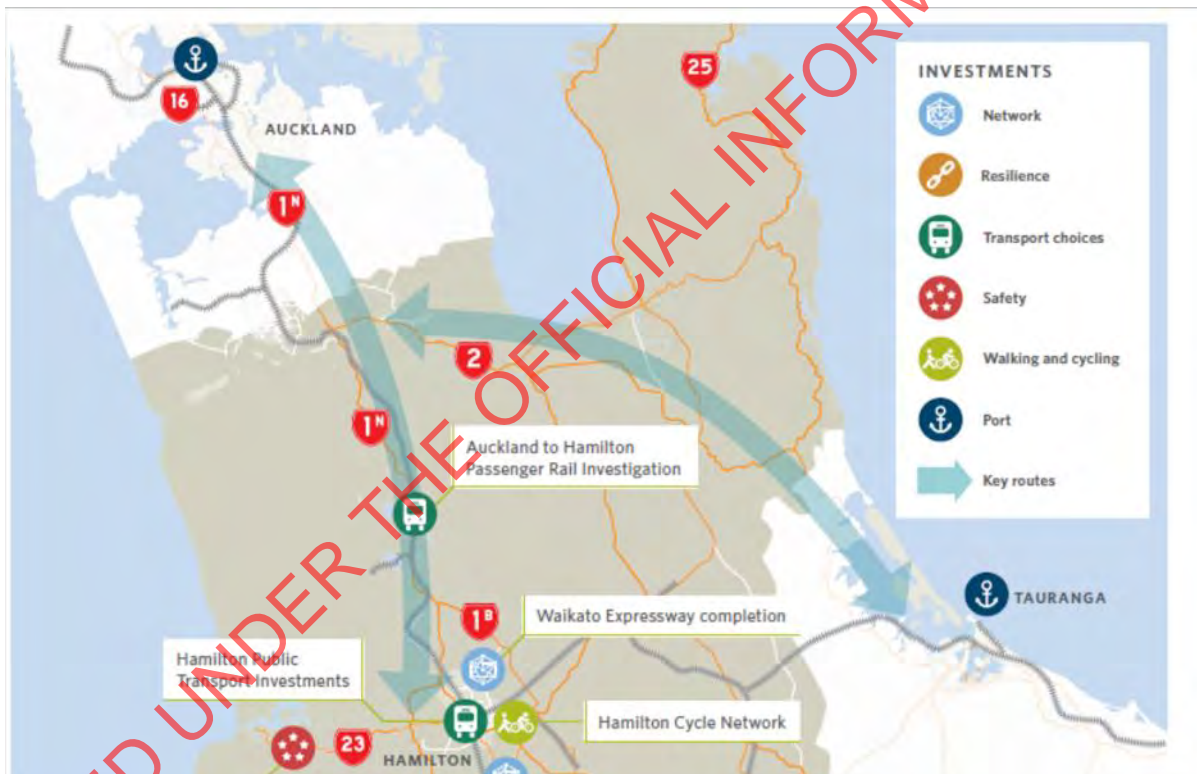 INVESTMENTS
Network
Resilience
Transport choices
Safety
Walking and cycling
Port
Key routes
25
16
AUCKLAND
1N
2
1N
Auckland to Hamilton
Passenger Rail Investigation
1B
Waikato Expressway completion
TAURANGA
Hamilton Public
Transport Investments
Hamilton Cycle Network
23
HAMILTON
ED UNDER THE OFFICIAL INFORM